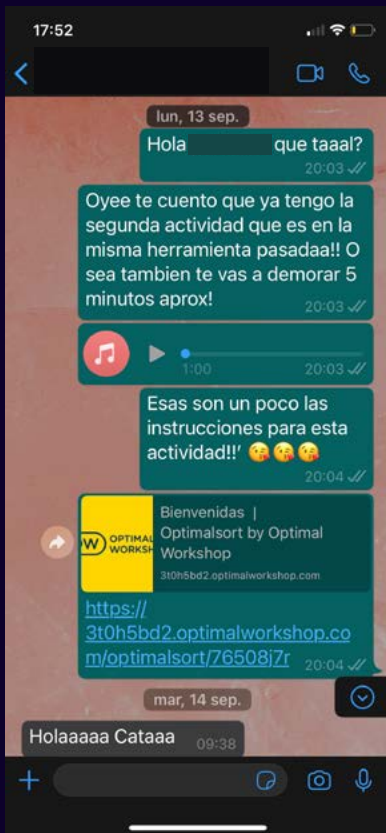 17:52
lun, 13 sep.
Hola que taaal?
20:03
Oyee te cuento que ya tengo la
segunda actividad que es en la
misma herramienta pasadaa!! O
sea tambien te vas a demorar 5
minutos aprox!
20:03
1:00 20:03
Esas son un poco las
instrucciones para esta
actividad!!' 😘😘😘
20:04
OPTIMAL
WORKSH
Bienvenidas |
Optimalsort by Optimal
Workshop
3t0h5bd2.optimalworkshop.com
https://
3t0h5bd2.optimalworkshop.co
m/optimalsort/76508j7r 20:04
mar, 14 sep.
Holaaaaa Cataaa 09:38